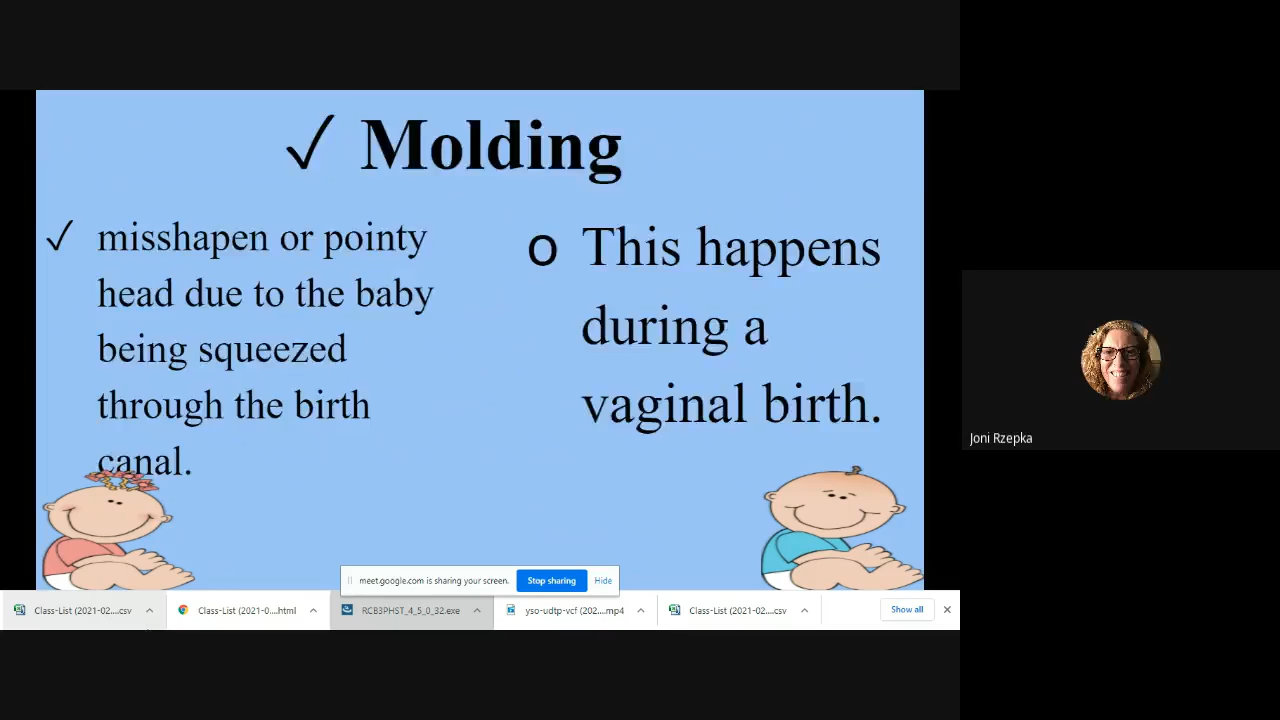 ✓ Molding
✓ misshapen or pointy
head due to the baby
being squeezed
through the birth
canal.
o This happens
during a
vaginal birth.
Joni Rzepka
meet.google.com is sharing your screen. Stop sharing Hide
Class-List (2021-02....csv Class-List (2021-0....html RCB3PHST_4_5_0_32.exe yso-udtp-vcf (202....mp4 Class-List (2021-02....csv Show all